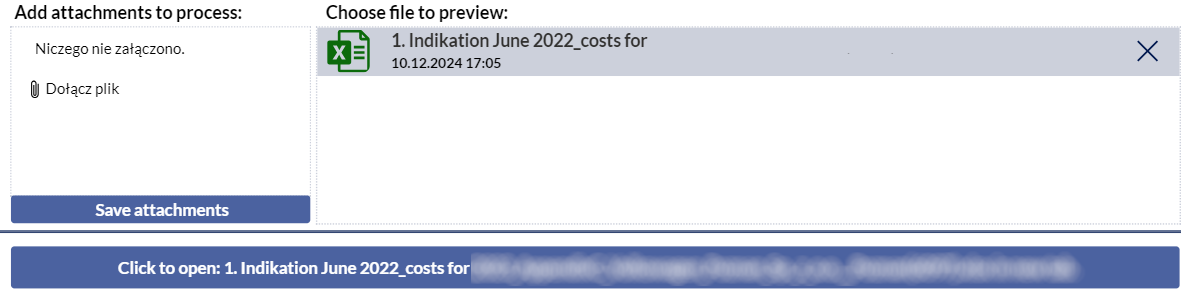 Add attachments to process:
Choose file to preview:
Niczego nie załączono.
Dołącz plik
1. Indikation June 2022_costs for
10.12.2024 17:05
Save attachments
Click to open: 1. Indikation June 2022_costs for